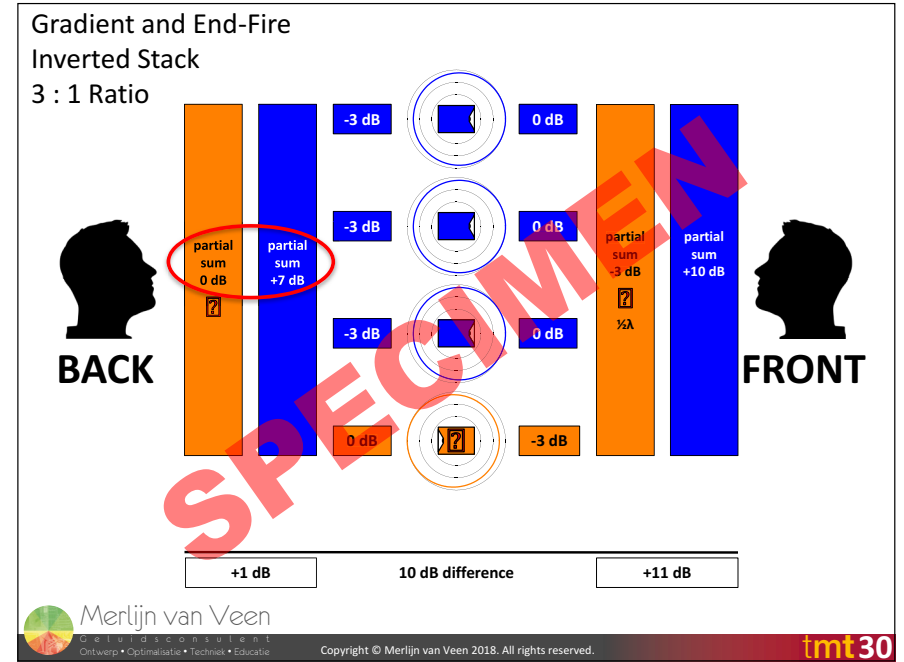 Gradient and End-Fire
Inverted Stack
3 : 1 Ratio
-3 dB
0 dB
-3 dB
0 dB
partial
sum
0 dB
?
partial
sum
+7 dB
partial
sum
-3 dB
?
½λ
partial
sum
+10 dB
BACK
FRONT
-3 dB
0 dB
0 dB
?
-3 dB
SPECIMEN
+1 dB
10 dB difference
+11 dB
Merlijn van Veen
Geluidsconsulent
Ontwerp • Optimalisatie • Techniek • Educatie
Copyright © Merlijn van Veen 2018. All rights reserved.
tmt30